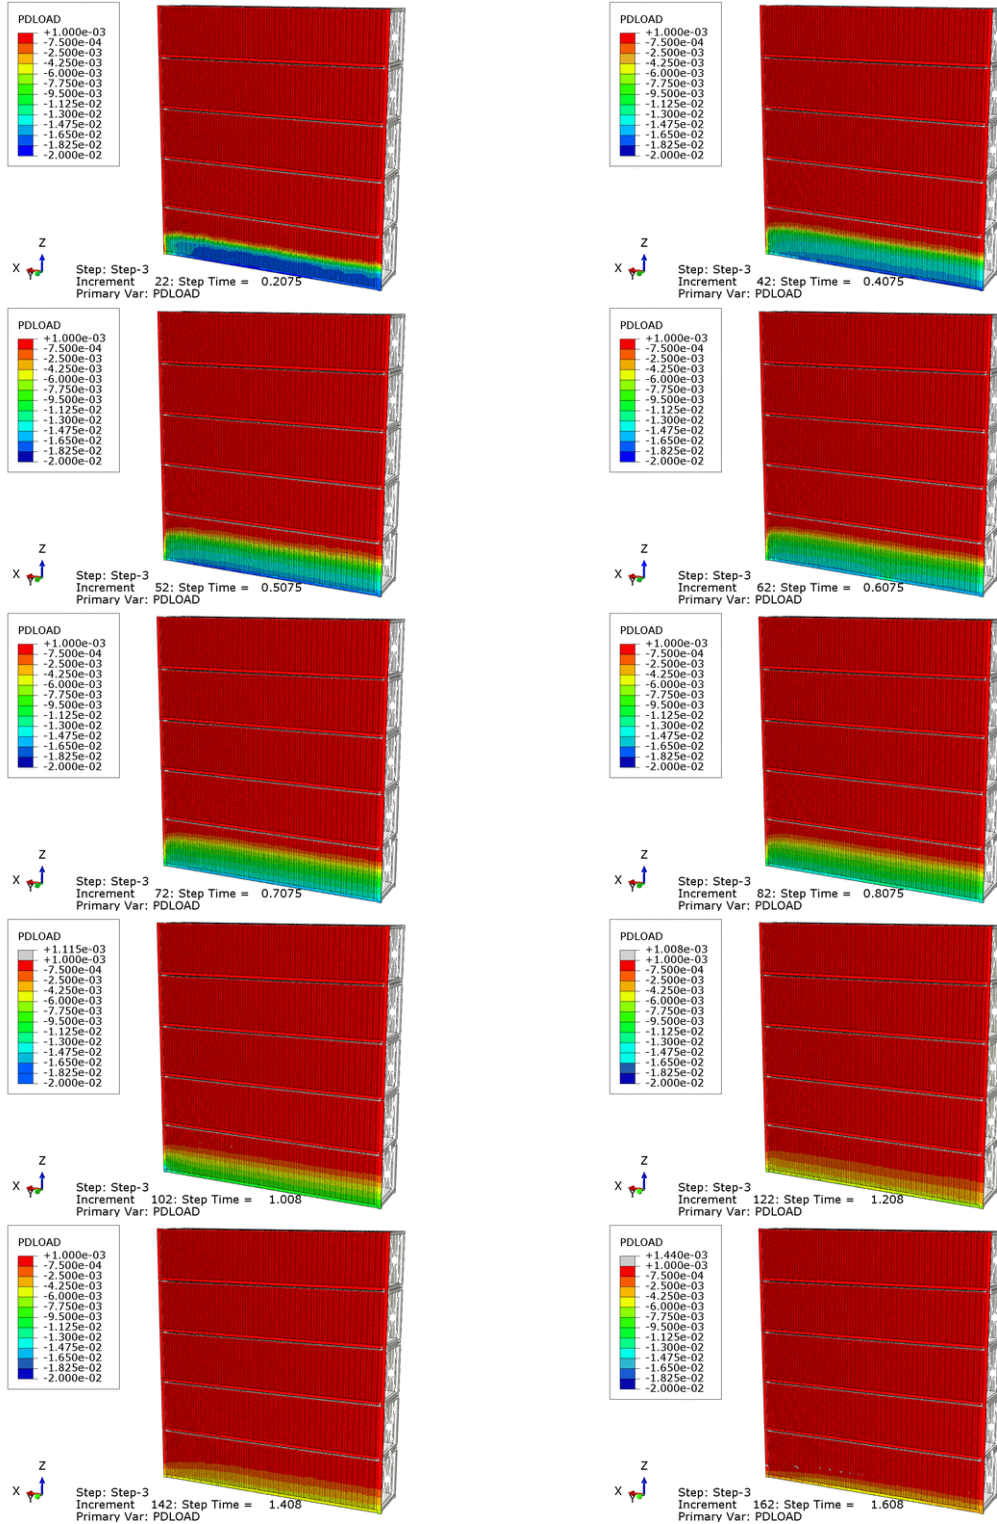 PDLOAD
+1.000e-03
-7.500e-04
-2.500e-03
-4.250e-03
-6.000e-03
-7.750e-03
-9.500e-03
-1.125e-02
-1.300e-02
-1.475e-02
-1.650e-02
-1.825e-02
-2.000e-02
Z
X
Y
Step: Step-3
Increment 22: Step Time = 0.2075
Primary Var: PDLOAD
PDLOAD
+1.000e-03
-7.500e-04
-2.500e-03
-4.250e-03
-6.000e-03
-7.750e-03
-9.500e-03
-1.125e-02
-1.300e-02
-1.475e-02
-1.650e-02
-1.825e-02
-2.000e-02
Z
X
Y
Step: Step-3
Increment 42: Step Time = 0.4075
Primary Var: PDLOAD
PDLOAD
+1.000e-03
-7.500e-04
-2.500e-03
-4.250e-03
-6.000e-03
-7.750e-03
-9.500e-03
-1.125e-02
-1.300e-02
-1.475e-02
-1.650e-02
-1.825e-02
-2.000e-02
Z
X
Y
Step: Step-3
Increment 52: Step Time = 0.5075
Primary Var: PDLOAD
PDLOAD
+1.000e-03
-7.500e-04
-2.500e-03
-4.250e-03
-6.000e-03
-7.750e-03
-9.500e-03
-1.125e-02
-1.300e-02
-1.475e-02
-1.650e-02
-1.825e-02
-2.000e-02
Z
X
Y
Step: Step-3
Increment 62: Step Time = 0.6075
Primary Var: PDLOAD
PDLOAD
+1.000e-03
-7.500e-04
-2.500e-03
-4.250e-03
-6.000e-03
-7.750e-03
-9.500e-03
-1.125e-02
-1.300e-02
-1.475e-02
-1.650e-02
-1.825e-02
-2.000e-02
Z
X
Y
Step: Step-3
Increment 72: Step Time = 0.7075
Primary Var: PDLOAD
PDLOAD
+1.000e-03
-7.500e-04
-2.500e-03
-4.250e-03
-6.000e-03
-7.750e-03
-9.500e-03
-1.125e-02
-1.300e-02
-1.475e-02
-1.650e-02
-1.825e-02
-2.000e-02
Z
X
Y
Step: Step-3
Increment 82: Step Time = 0.8075
Primary Var: PDLOAD
PDLOAD
+1.115e-03
+1.000e-03
-7.500e-04
-2.500e-03
-4.250e-03
-6.000e-03
-7.750e-03
-9.500e-03
-1.125e-02
-1.300e-02
-1.475e-02
-1.650e-02
-1.825e-02
-2.000e-02
Z
X
Y
Step: Step-3
Increment 102: Step Time = 1.008
Primary Var: PDLOAD
PDLOAD
+1.008e-03
+1.000e-03
-7.500e-04
-2.500e-03
-4.250e-03
-6.000e-03
-7.750e-03
-9.500e-03
-1.125e-02
-1.300e-02
-1.475e-02
-1.650e-02
-1.825e-02
-2.000e-02
Z
X
Y
Step: Step-3
Increment 122: Step Time = 1.208
Primary Var: PDLOAD
PDLOAD
+1.000e-03
-7.500e-04
-2.500e-03
-4.250e-03
-6.000e-03
-7.750e-03
-9.500e-03
-1.125e-02
-1.300e-02
-1.475e-02
-1.650e-02
-1.825e-02
-2.000e-02
Z
X
Y
Step: Step-3
Increment 142: Step Time = 1.408
Primary Var: PDLOAD
PDLOAD
+1.440e-03
+1.000e-03
-7.500e-04
-2.500e-03
-4.250e-03
-6.000e-03
-7.750e-03
-9.500e-03
-1.125e-02
-1.300e-02
-1.475e-02
-1.650e-02
-1.825e-02
-2.000e-02
Z
X
Y
Step: Step-3
Increment 162: Step Time = 1.608
Primary Var: PDLOAD